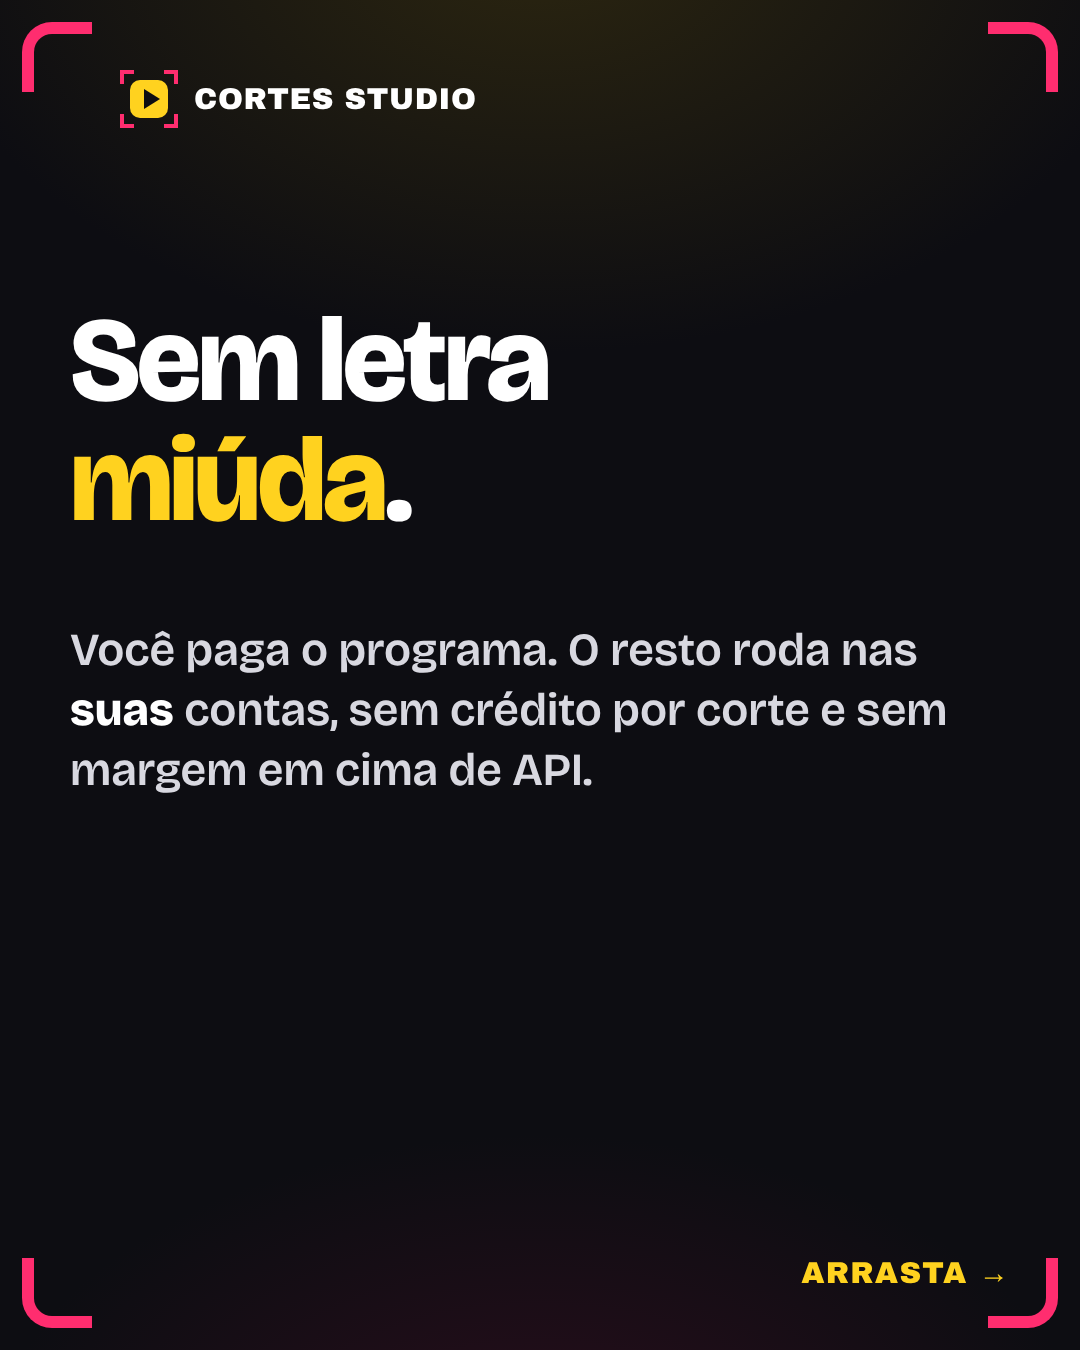 CORTES STUDIO
Sem letra
miúda.
Você paga o programa. O resto roda nas
suas contas, sem crédito por corte e sem
margem em cima de API.
ARRASTA →